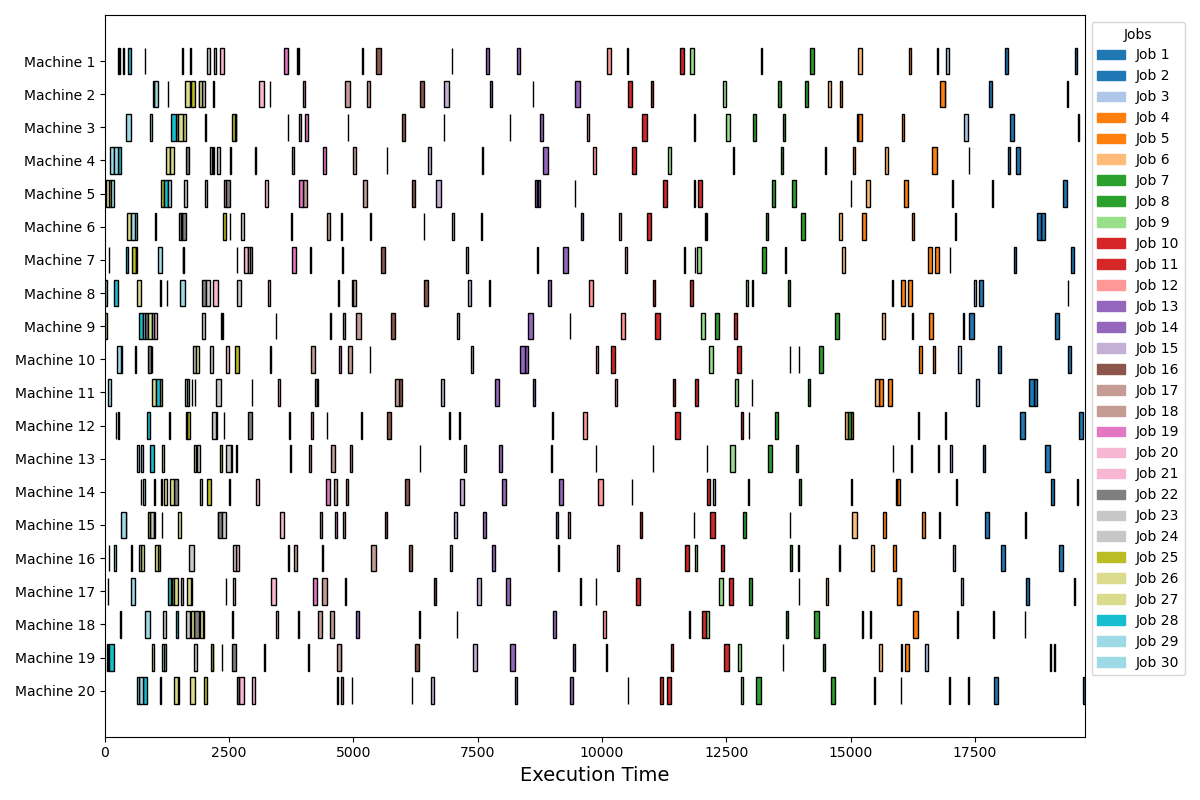 Machine 1
Machine 2
Machine 3
Machine 4
Machine 5
Machine 6
Machine 7
Machine 8
Machine 9
Machine 10
Machine 11
Machine 12
Machine 13
Machine 14
Machine 15
Machine 16
Machine 17
Machine 18
Machine 19
Machine 20
0 2500 5000 7500 10000 12500 15000 17500
Execution Time
Jobs
Job 1
Job 2
Job 3
Job 4
Job 5
Job 6
Job 7
Job 8
Job 9
Job 10
Job 11
Job 12
Job 13
Job 14
Job 15
Job 16
Job 17
Job 18
Job 19
Job 20
Job 21
Job 22
Job 23
Job 24
Job 25
Job 26
Job 27
Job 28
Job 29
Job 30